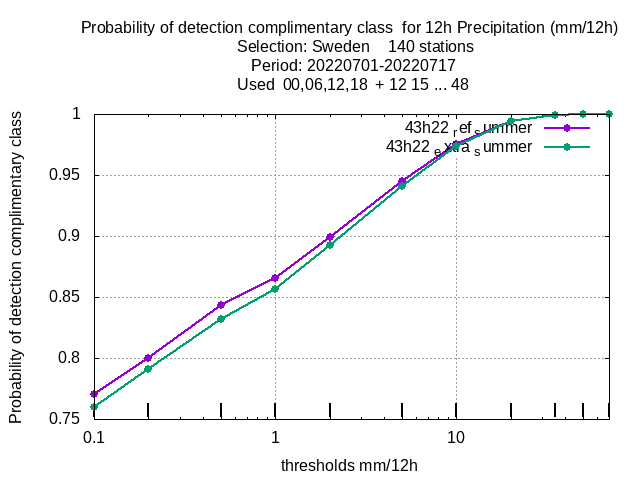 Probability of detection complimentary class  for 12h Precipitation (mm/12h)
Selection: Sweden    140 stations
Period: 20220701-20220717
Used  00,06,12,18  + 12 15 ... 48
Probability of detection complimentary class
1
0.95
0.9
0.85
0.8
0.75
43h22 ref summer
43h22 extra summer
0.1
1
10
thresholds mm/12h